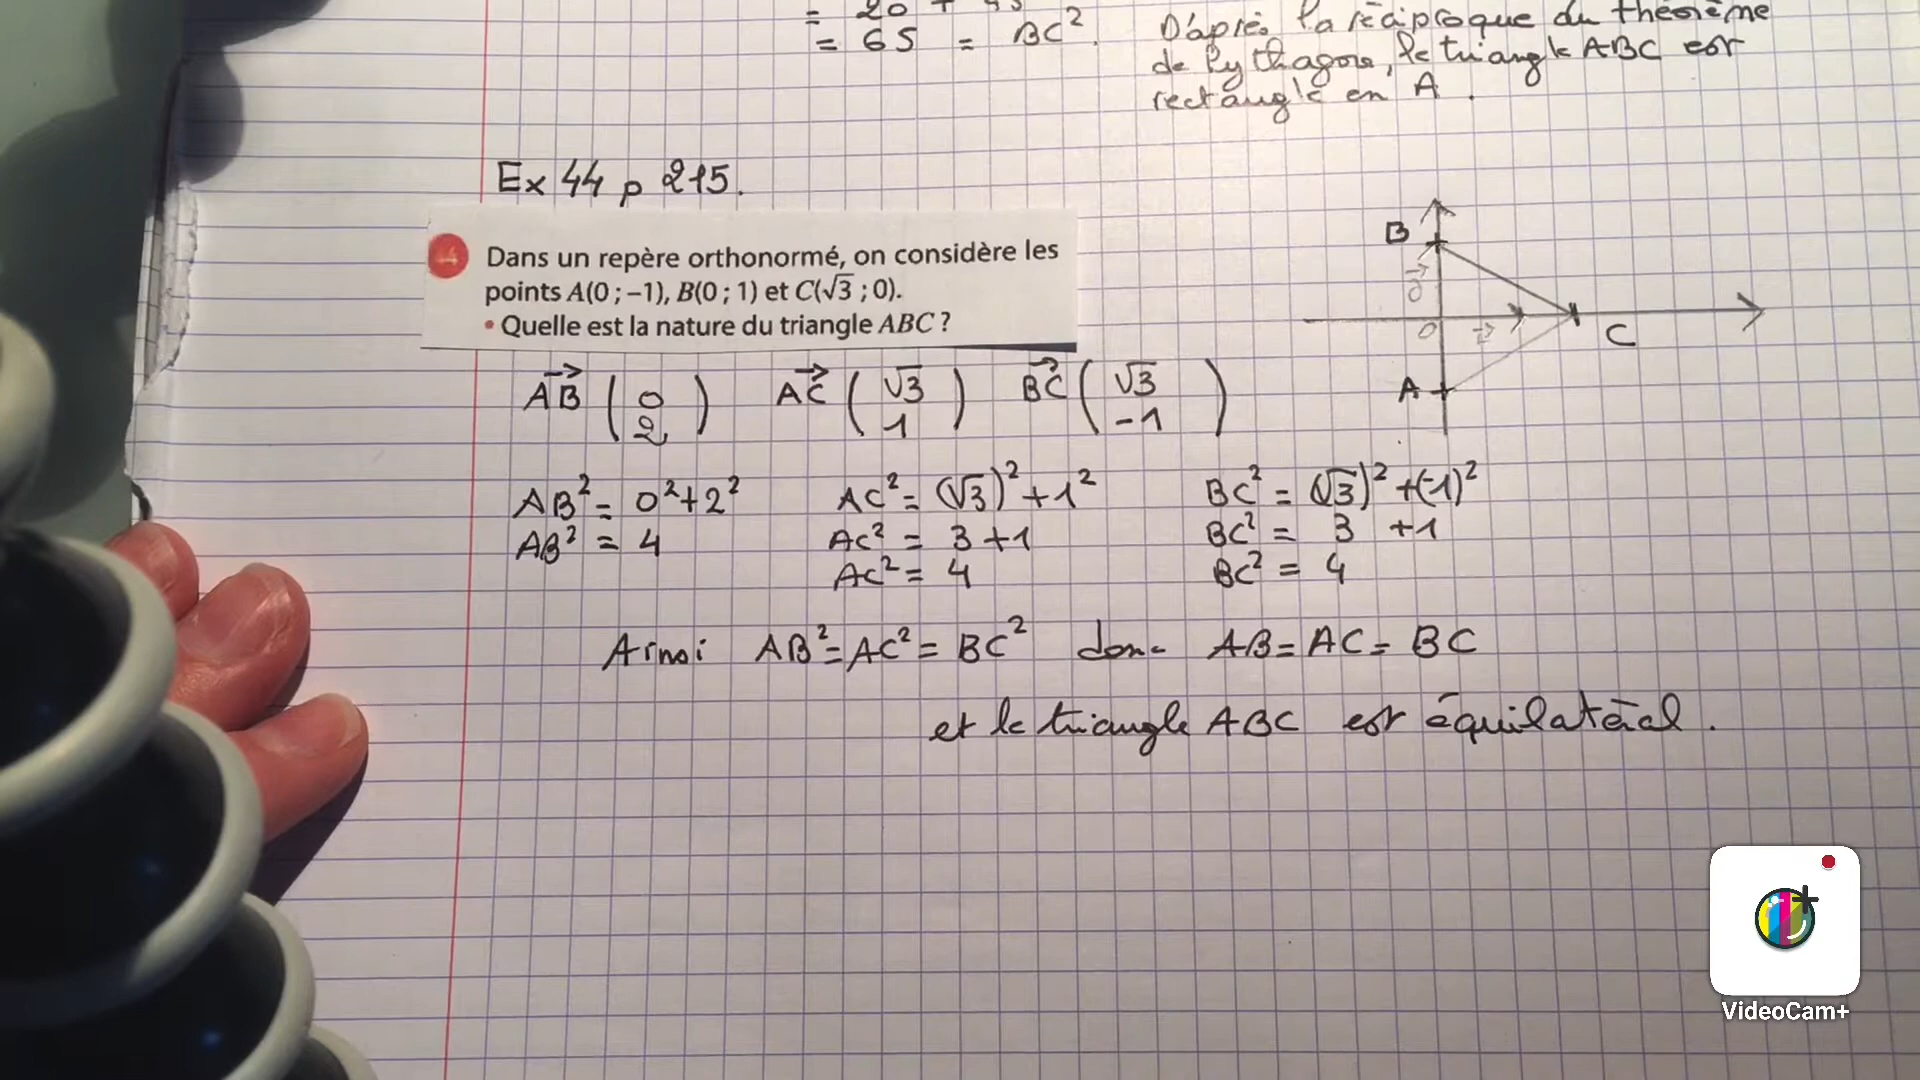 = 20 + 45
= 65 = BC². D'après la réciproque du théorème
de Pythagore, le triangle ABC est
rectangle en A.
Ex 44 p 215.
Dans un repère orthonormé, on considère les
points A(0 ; –1), B(0 ; 1) et C(√3 ; 0).
• Quelle est la nature du triangle ABC ?
B
O
C
A
AB→ (0 2) AC→ (√3 1) BC→ (√3 -1)
AB² = 0²+2² AC² = (√3)²+1² BC² = (√3)²+(-1)²
AB² = 4 AC² = 3+1 BC² = 3 +1
AC² = 4 BC² = 4
Ainsi AB²=AC²=BC² donc AB=AC=BC
et le triangle ABC est équilatéral.
VideoCam+